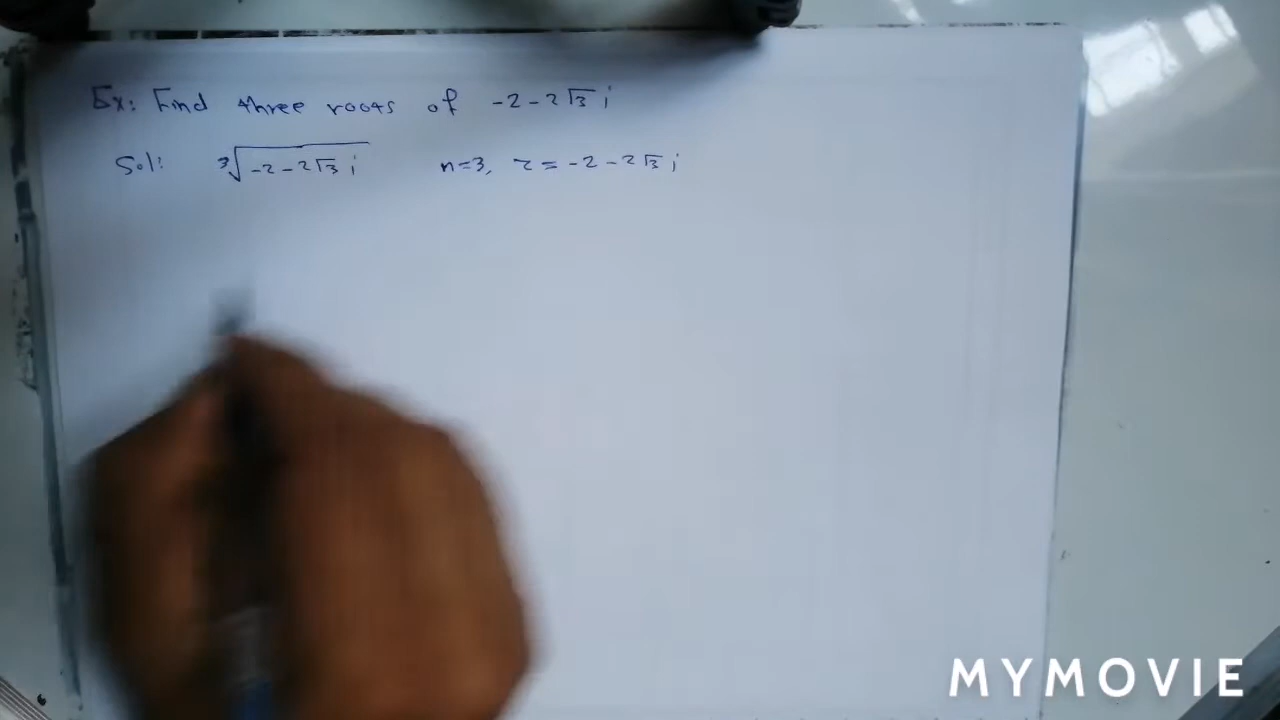 Ex: Find three roots of -2-2√3 i
Sol: ∛-2-2√3 i n=3, z = -2-2√3 i
MYMOVIE